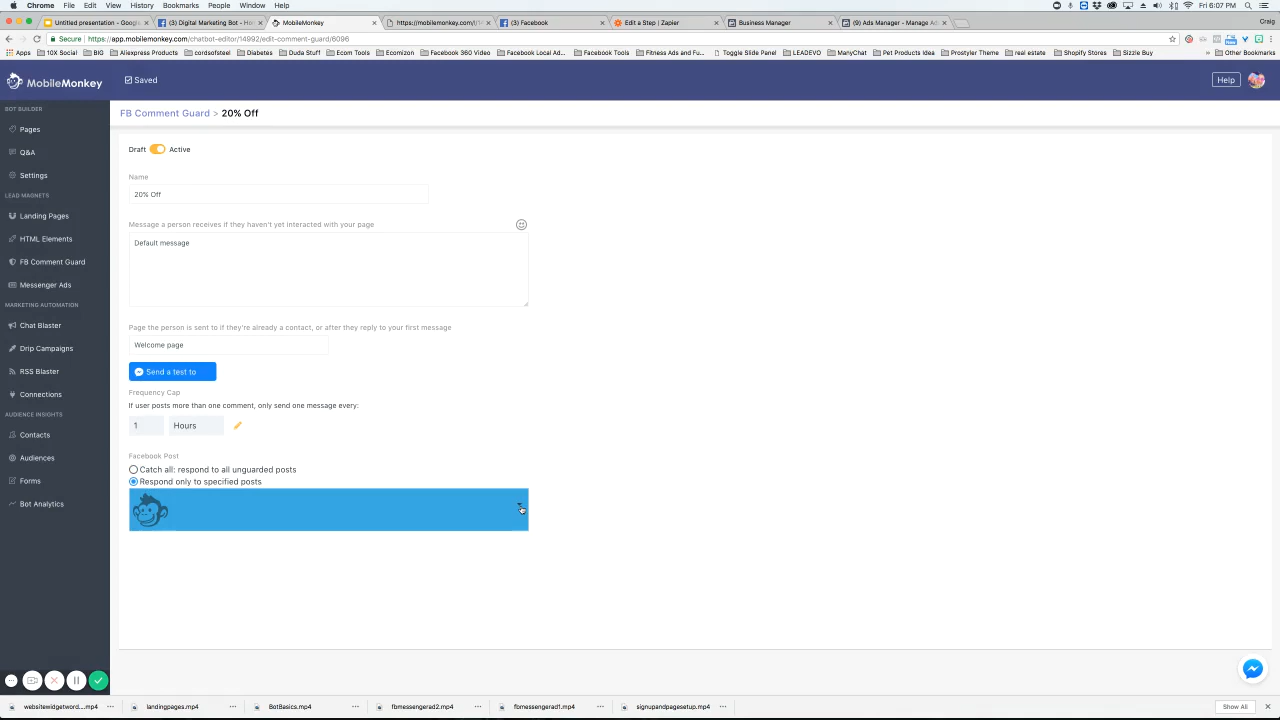 Chrome File Edit View History Bookmarks People Window Help Fri 6:07 PM
Untitled presentation - Google (3) Digital Marketing Bot - Ho MobileMonkey https://mobilemonkey.com/l/14 (3) Facebook Edit a Step | Zapier Business Manager (9) Ads Manager - Manage Ad Craig
Secure https://app.mobilemonkey.com/chatbot-editor/14992/edit-comment-guard/6096
Apps 10X Social BIG Aliexpress Products cordsofsteel Diabetes Duda Stuff Ecom Tools Ecomizon Facebook 360 Video Facebook Local Ad... Facebook Tools Fitness Ads and Fu... Toggle Slide Panel LEADEVO ManyChat Pet Products Idea Prostyler Theme real estate Shopify Stores Sizzle Buy Other Bookmarks
MobileMonkey
Saved
Help
BOT BUILDER
Pages
Q&A
Settings
LEAD MAGNETS
Landing Pages
HTML Elements
FB Comment Guard
Messenger Ads
MARKETING AUTOMATION
Chat Blaster
Drip Campaigns
RSS Blaster
Connections
AUDIENCE INSIGHTS
Contacts
Audiences
Forms
Bot Analytics
FB Comment Guard > 20% Off
Draft Active
Name
20% Off
Message a person receives if they haven't yet interacted with your page
Default message
Page the person is sent to if they're already a contact, or after they reply to your first message
Welcome page
Send a test to
Frequency Cap
If user posts more than one comment, only send one message every:
1 Hours
Facebook Post
Catch all: respond to all unguarded posts
Respond only to specified posts
websitewidgetword....mp4 landingpages.mp4 BotBasics.mp4 fbmessengerad2.mp4 fbmessengerad1.mp4 signupandpagesetup.mp4 Show All